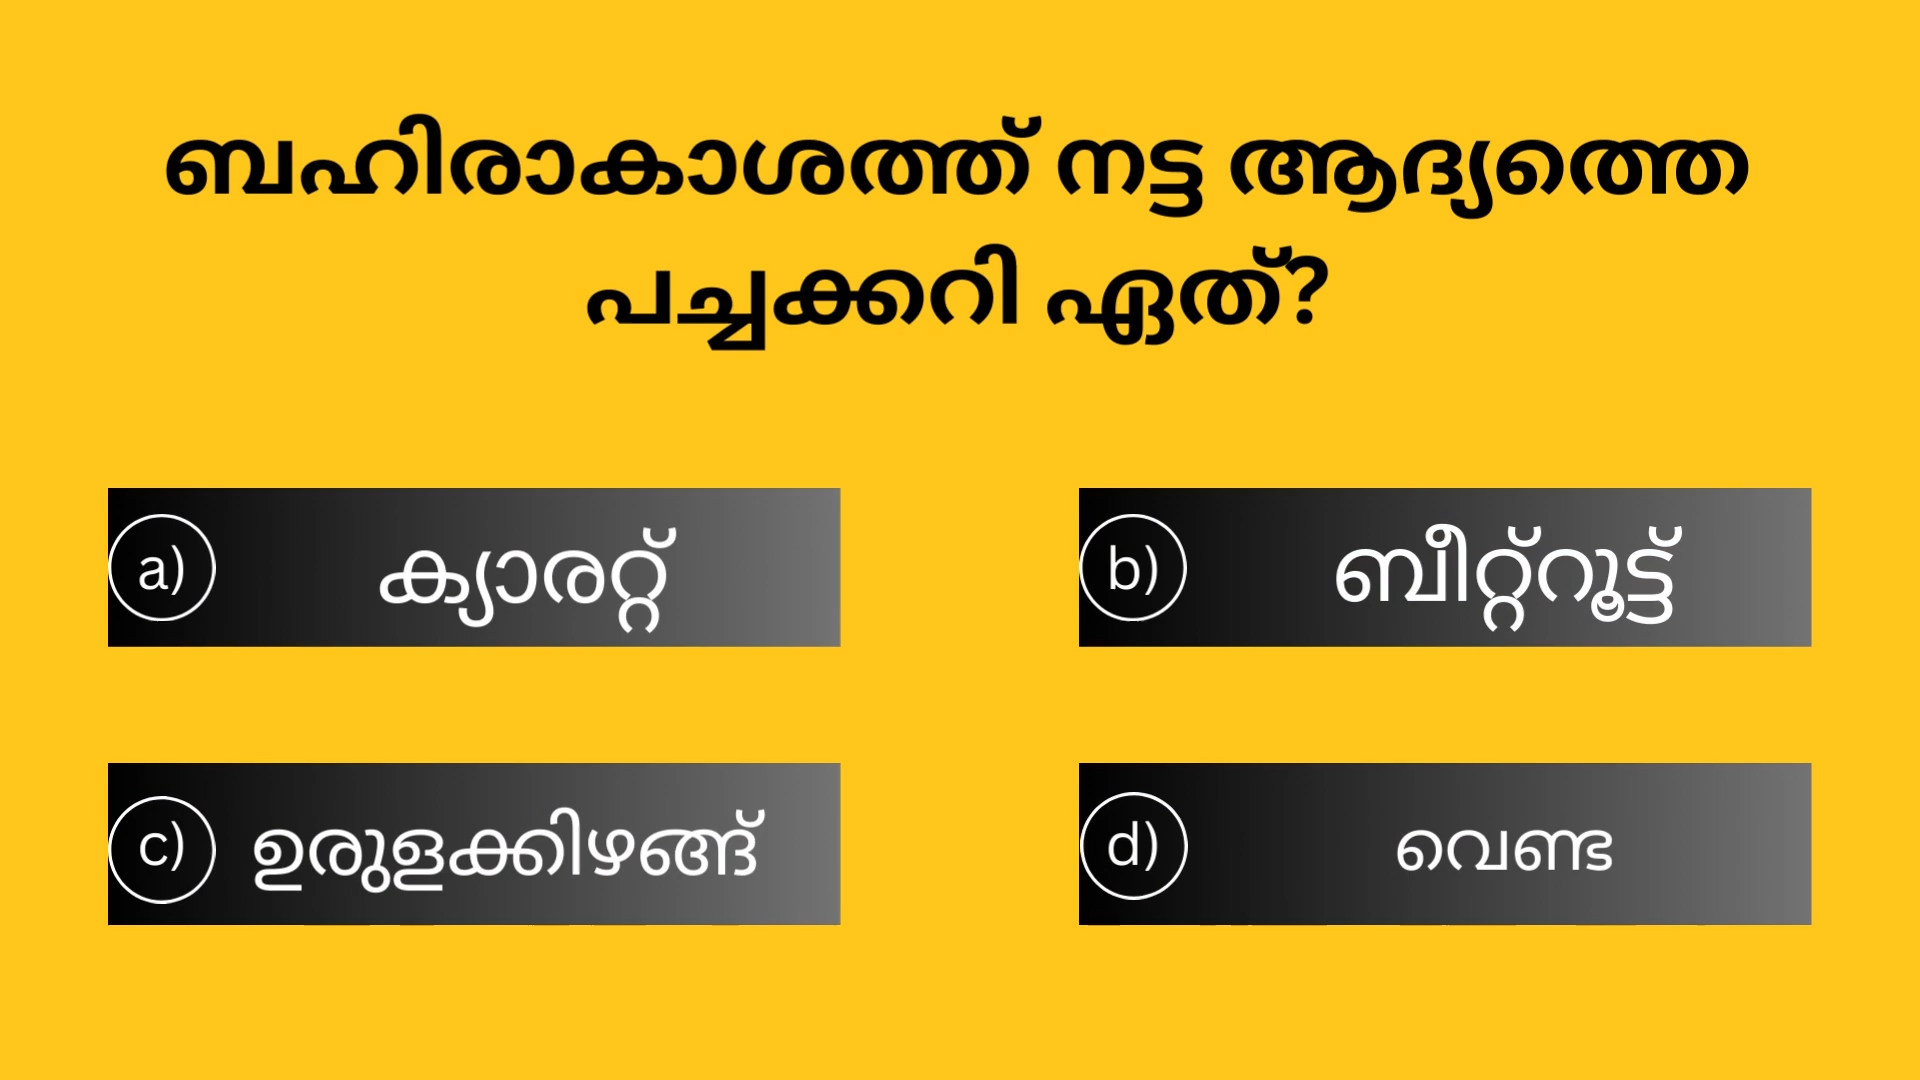 ബഹിരാകാശത്ത് നട്ട ആദ്യത്തെ
പച്ചക്കറി ഏത്?
a) ക്യാരറ്റ്
b) ബീറ്റ്റൂട്ട്
c) ഉരുളക്കിഴങ്ങ്
d) വെണ്ട